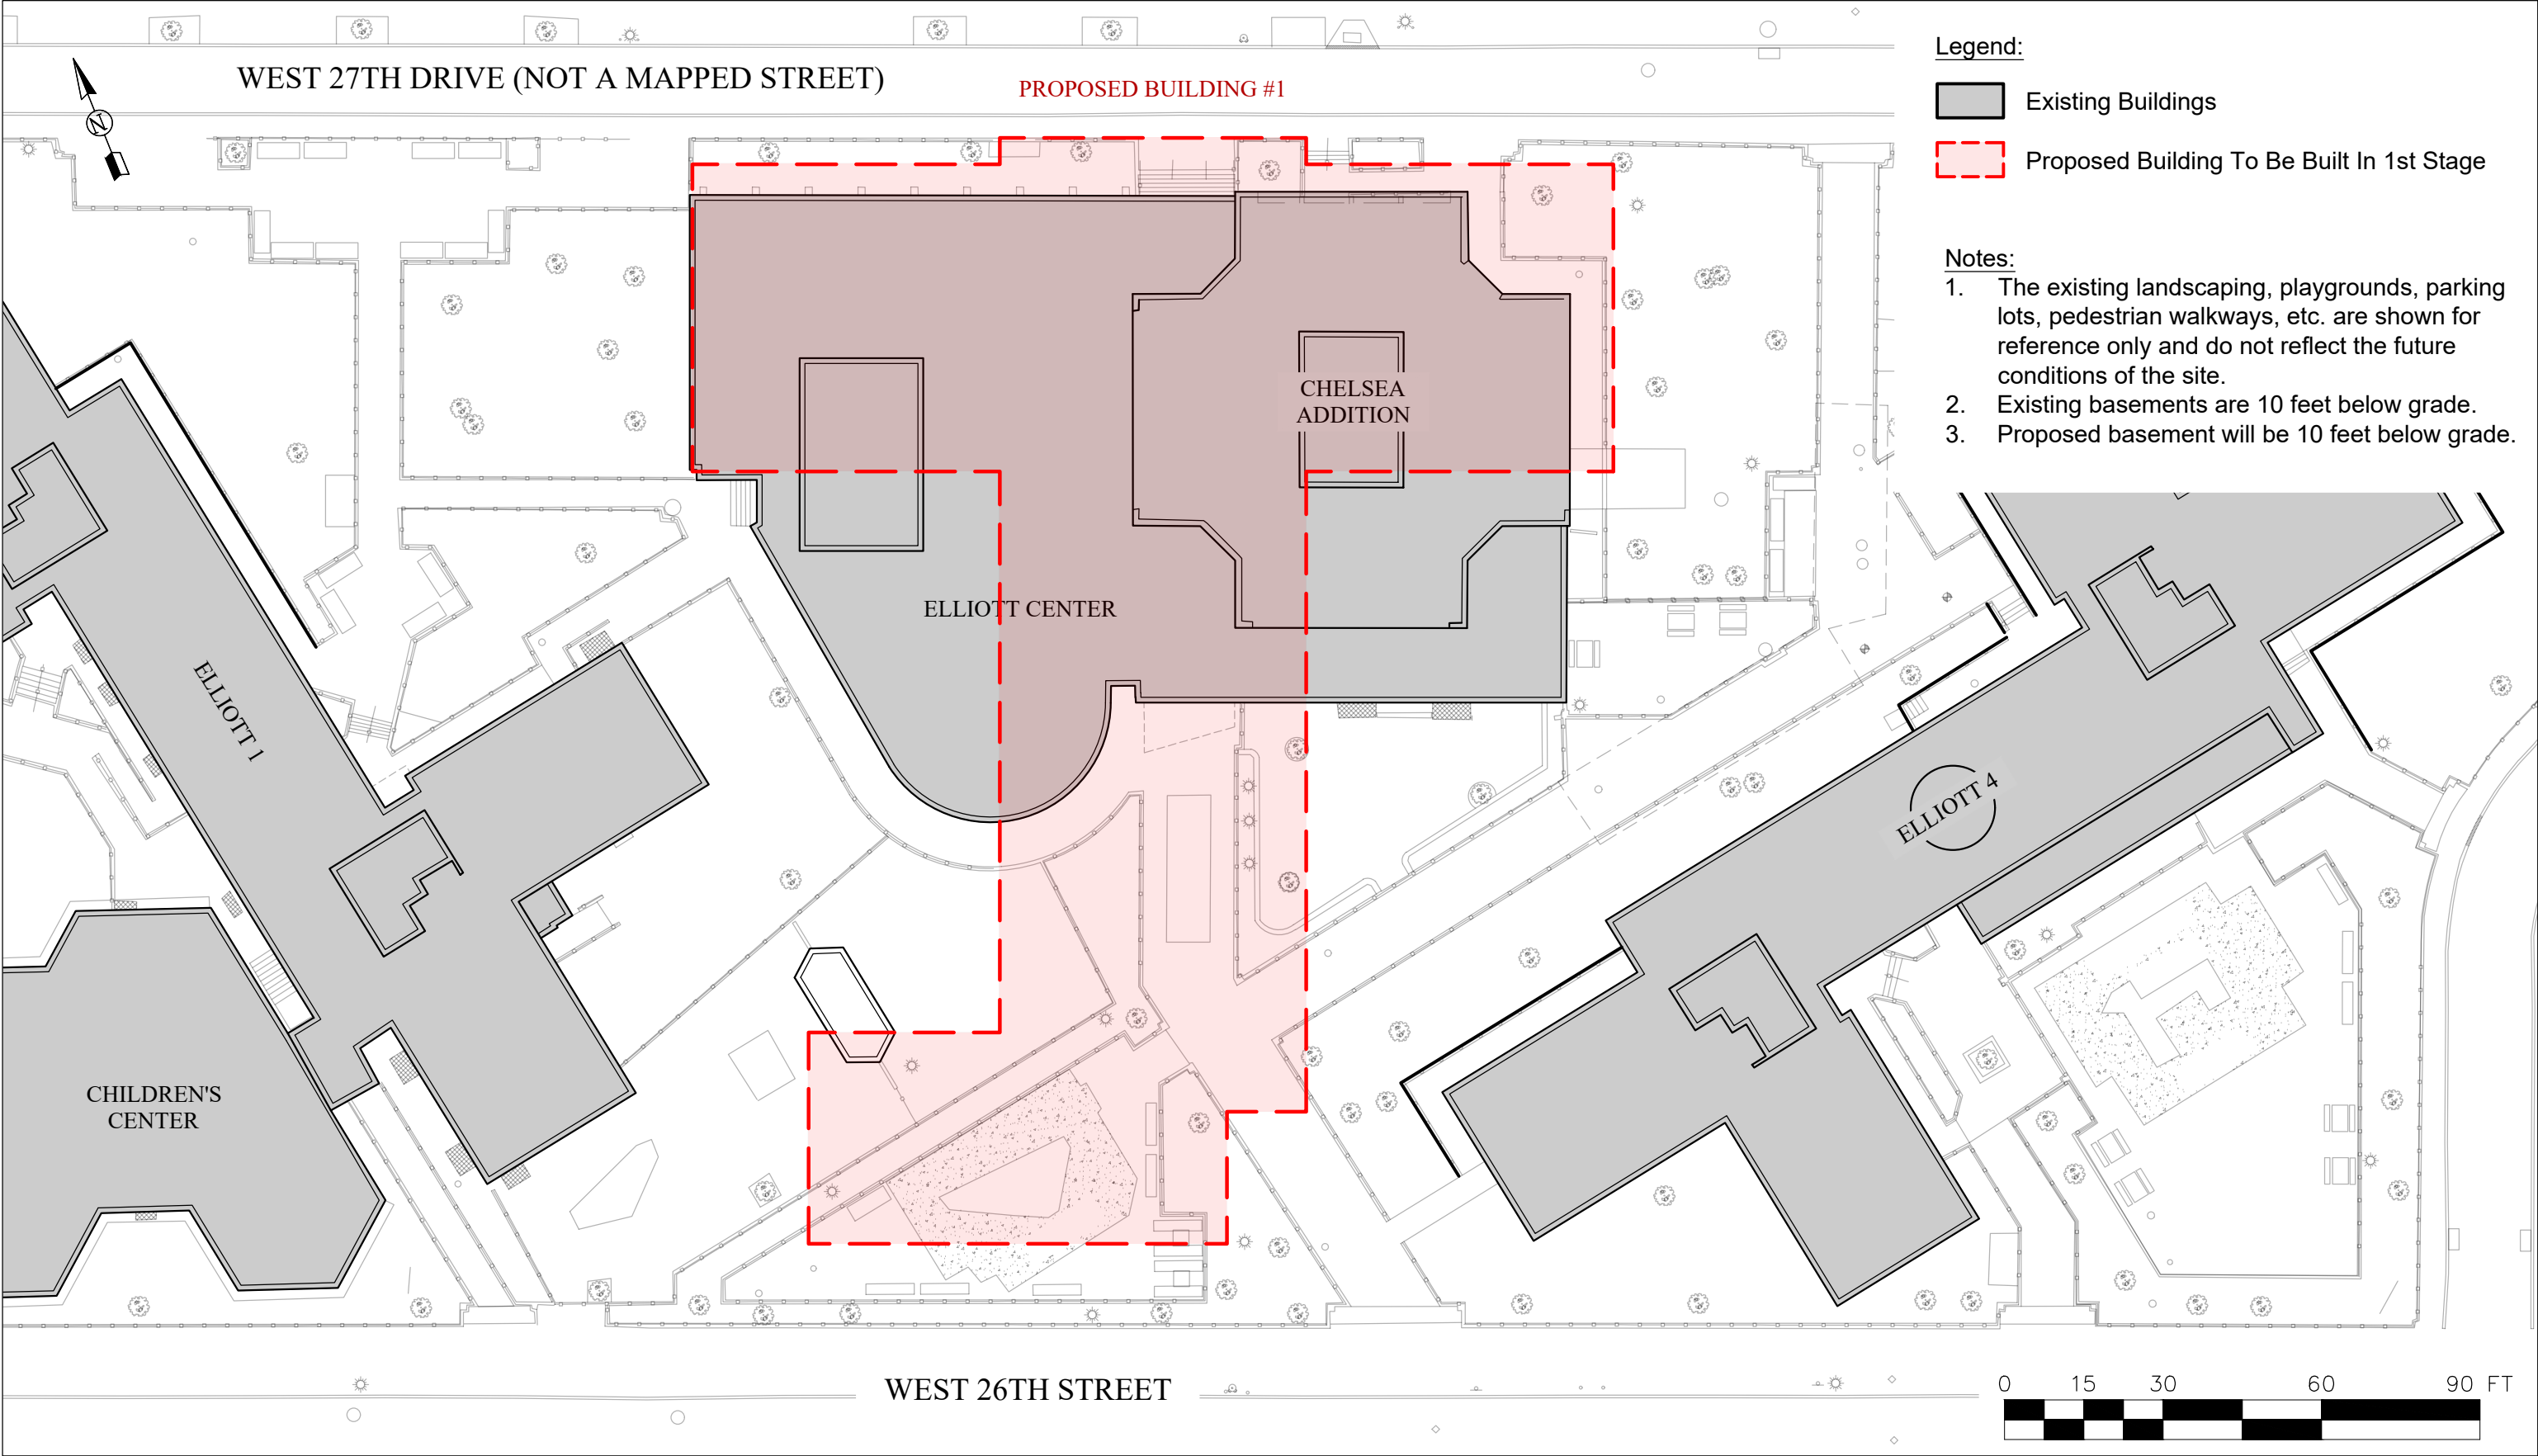 WEST 27TH DRIVE (NOT A MAPPED STREET)
PROPOSED BUILDING #1
N
Legend:
Existing Buildings
Proposed Building To Be Built In 1st Stage
Notes:
1. The existing landscaping, playgrounds, parking
lots, pedestrian walkways, etc. are shown for
reference only and do not reflect the future
conditions of the site.
2. Existing basements are 10 feet below grade.
3. Proposed basement will be 10 feet below grade.
CHELSEA
ADDITION
ELLIOTT CENTER
ELLIOTT 1
ELLIOTT 4
CHILDREN'S
CENTER
WEST 26TH STREET
0 15 30 60 90 FT